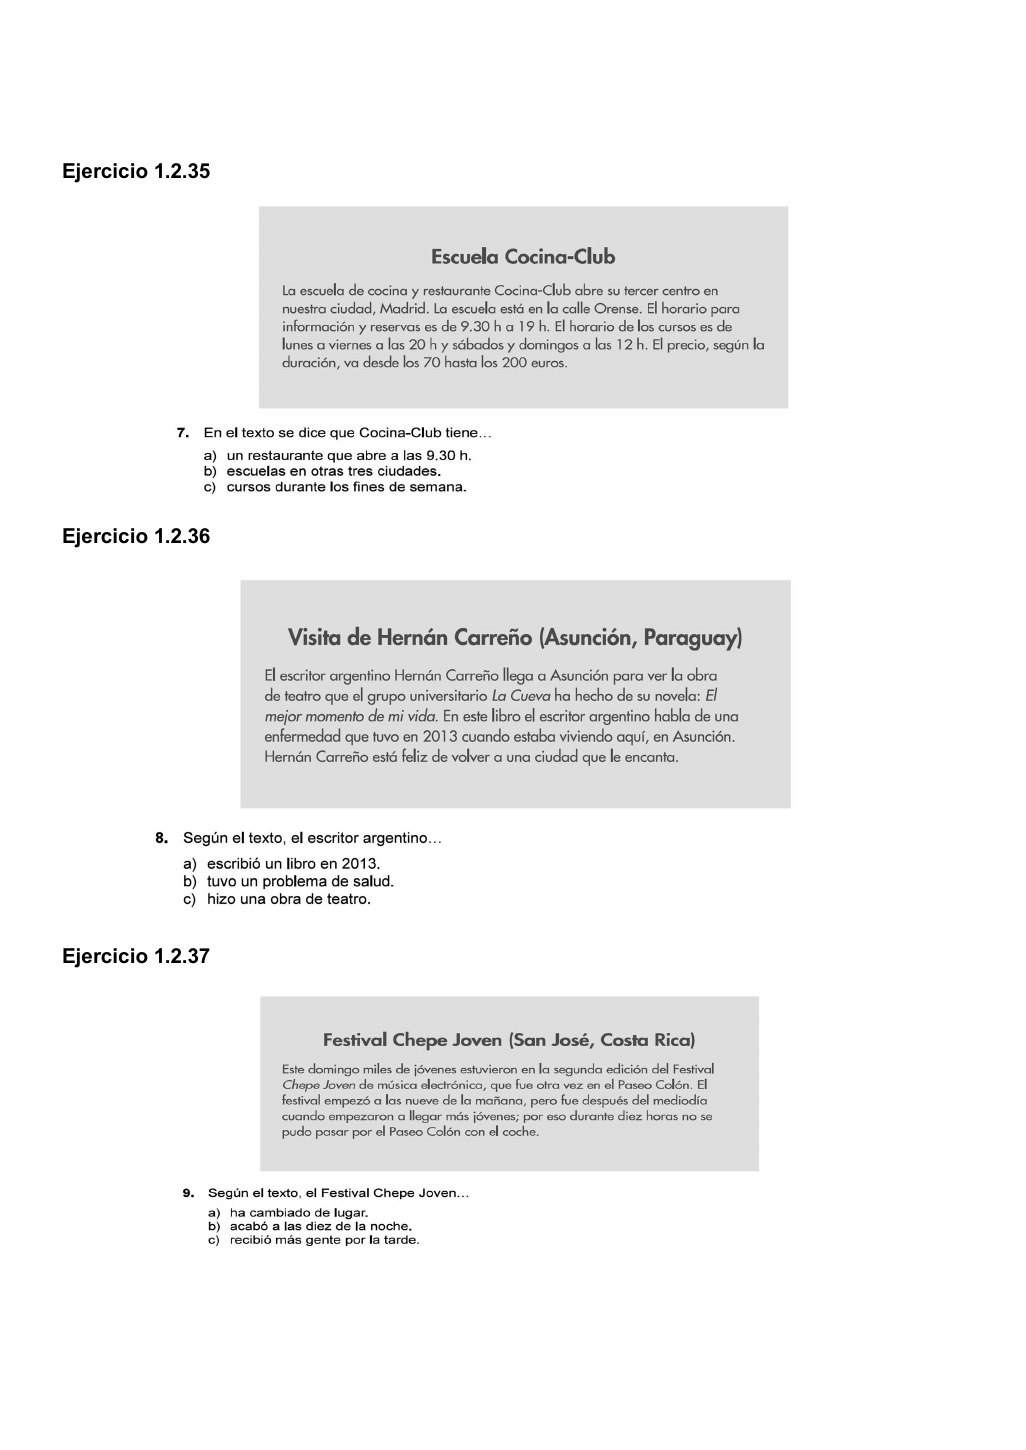 Ejercicio 1.2.35
Escuela Cocina-Club
La escuela de cocina y restaurante Cocina-Club abre su tercer centro en
nuestra ciudad, Madrid. La escuela está en la calle Orense. El horario para
información y reservas es de 9.30 h a 19 h. El horario de los cursos es de
lunes a viernes a las 20 h y sábados y domingos a las 12 h. El precio, según la
duración, va desde los 70 hasta los 200 euros.
7. En el texto se dice que Cocina-Club tiene…
a) un restaurante que abre a las 9.30 h.
b) escuelas en otras tres ciudades.
c) cursos durante los fines de semana.
Ejercicio 1.2.36
Visita de Hernán Carreño (Asunción, Paraguay)
El escritor argentino Hernán Carreño llega a Asunción para ver la obra
de teatro que el grupo universitario La Cueva ha hecho de su novela: El
mejor momento de mi vida. En este libro el escritor argentino habla de una
enfermedad que tuvo en 2013 cuando estaba viviendo aquí, en Asunción.
Hernán Carreño está feliz de volver a una ciudad que le encanta.
8. Según el texto, el escritor argentino…
a) escribió un libro en 2013.
b) tuvo un problema de salud.
c) hizo una obra de teatro.
Ejercicio 1.2.37
Festival Chepe Joven (San José, Costa Rica)
Este domingo miles de jóvenes estuvieron en la segunda edición del Festival
Chepe Joven de música electrónica, que fue otra vez en el Paseo Colón. El
festival empezó a las nueve de la mañana, pero fue después del mediodía
cuando empezaron a llegar más jóvenes; por eso durante diez horas no se
pudo pasar por el Paseo Colón con el coche.
9. Según el texto, el Festival Chepe Joven…
a) ha cambiado de lugar.
b) acabó a las diez de la noche.
c) recibió más gente por la tarde.